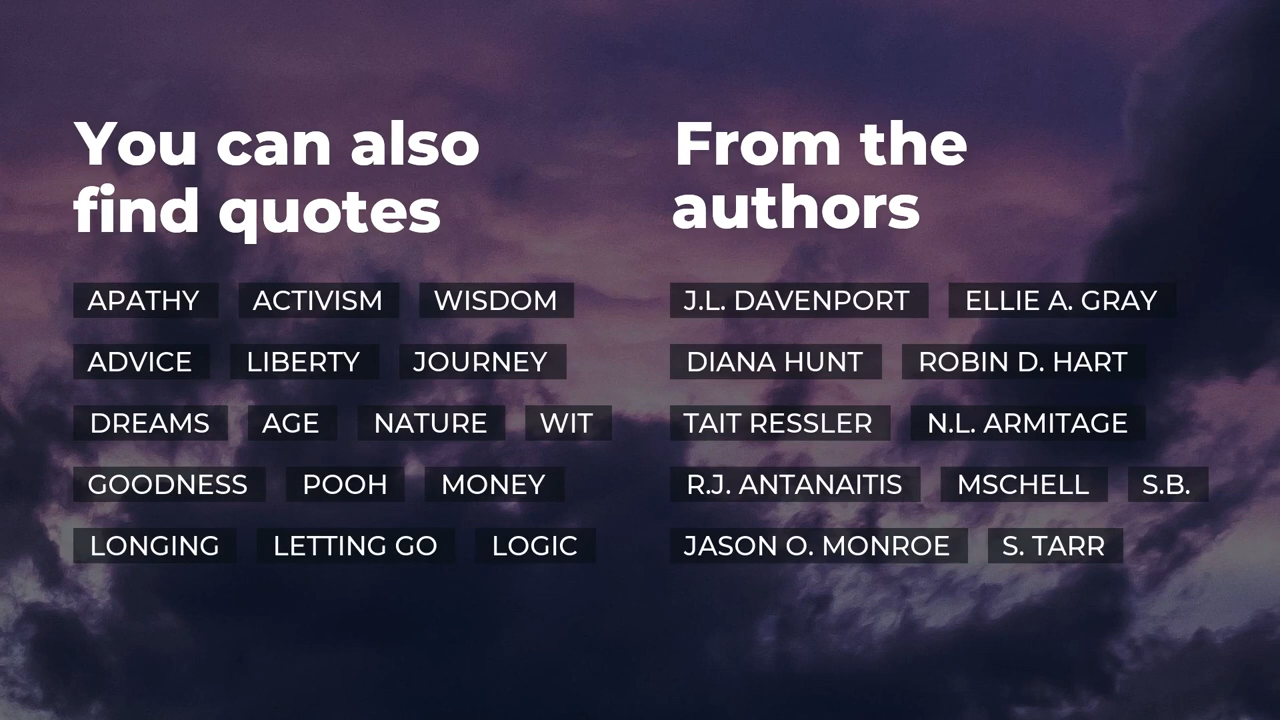 You can also
find quotes
APATHY ACTIVISM WISDOM
ADVICE LIBERTY JOURNEY
DREAMS AGE NATURE WIT
GOODNESS POOH MONEY
LONGING LETTING GO LOGIC
From the
authors
J.L. DAVENPORT ELLIE A. GRAY
DIANA HUNT ROBIN D. HART
TAIT RESSLER N.L. ARMITAGE
R.J. ANTANAITIS MSCHELL S.B.
JASON O. MONROE S. TARR